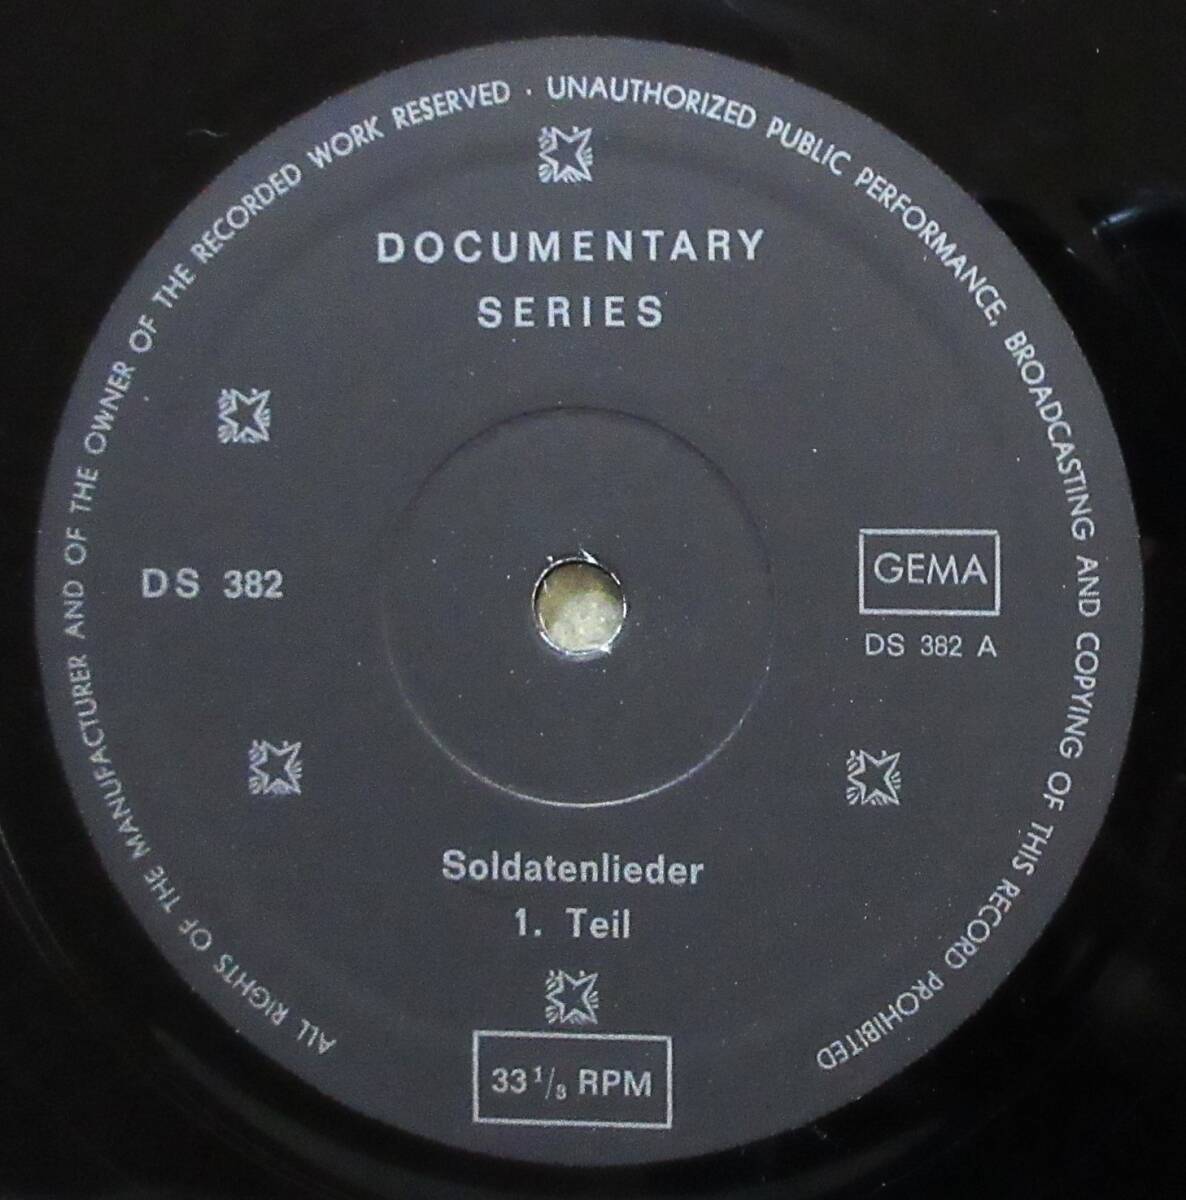 ALL RIGHTS OF THE MANUFACTURER AND OF THE OWNER OF THE RECORDED WORK RESERVED · UNAUTHORIZED PUBLIC PERFORMANCE, BROADCASTING AND COPYING OF THIS RECORD PROHIBITED
DOCUMENTARY
SERIES
DS 382
GEMA
DS 382 A
Soldatenlieder
1. Teil
33 1/3 RPM